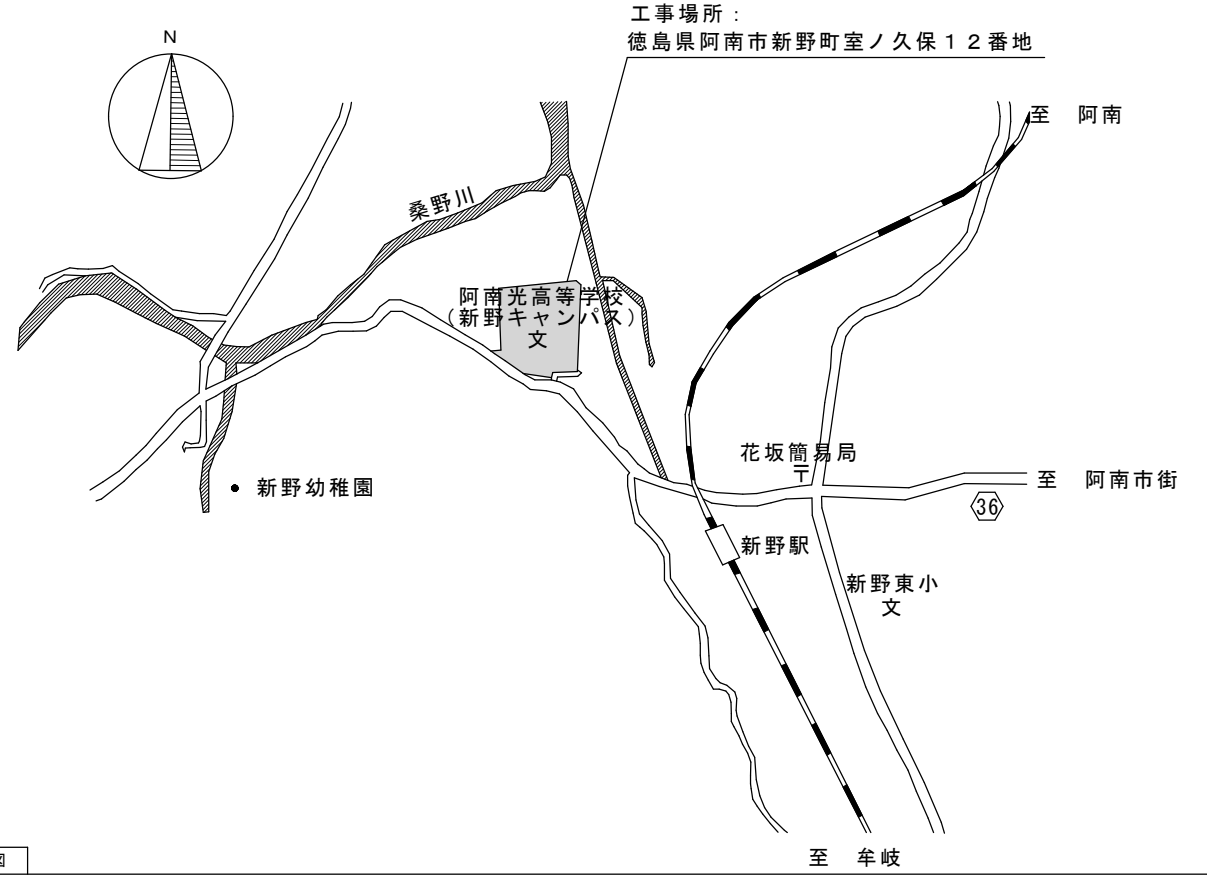 工事場所：
徳島県阿南市新野町室ノ久保１２番地
N
至　阿南
桑野川
阿南光高等学校
（新野キャンパス）
文
花坂簡易局
〒
至　阿南市街
36
新野幼稚園
新野駅
新野東小
文
至　牟岐
図